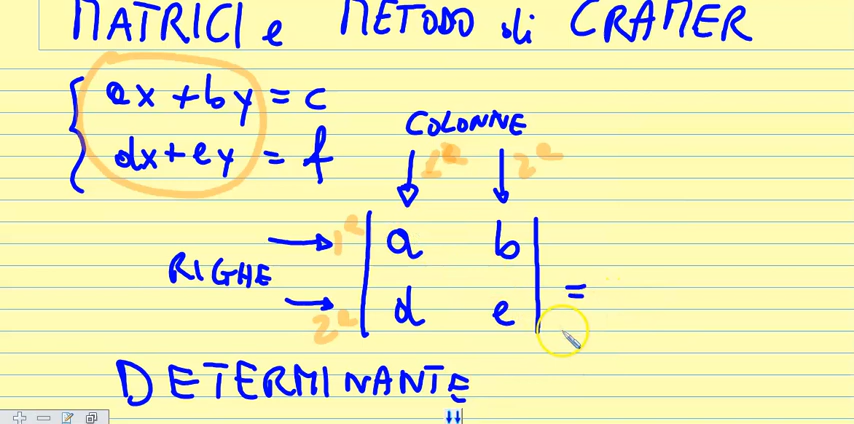 MATRICI e METODO di CRAMER
ax + by = c
dx + ey = f
COLONNE
1ª 2ª
1ª | a b |
RIGHE =
2ª | d e |
DETERMINANTE